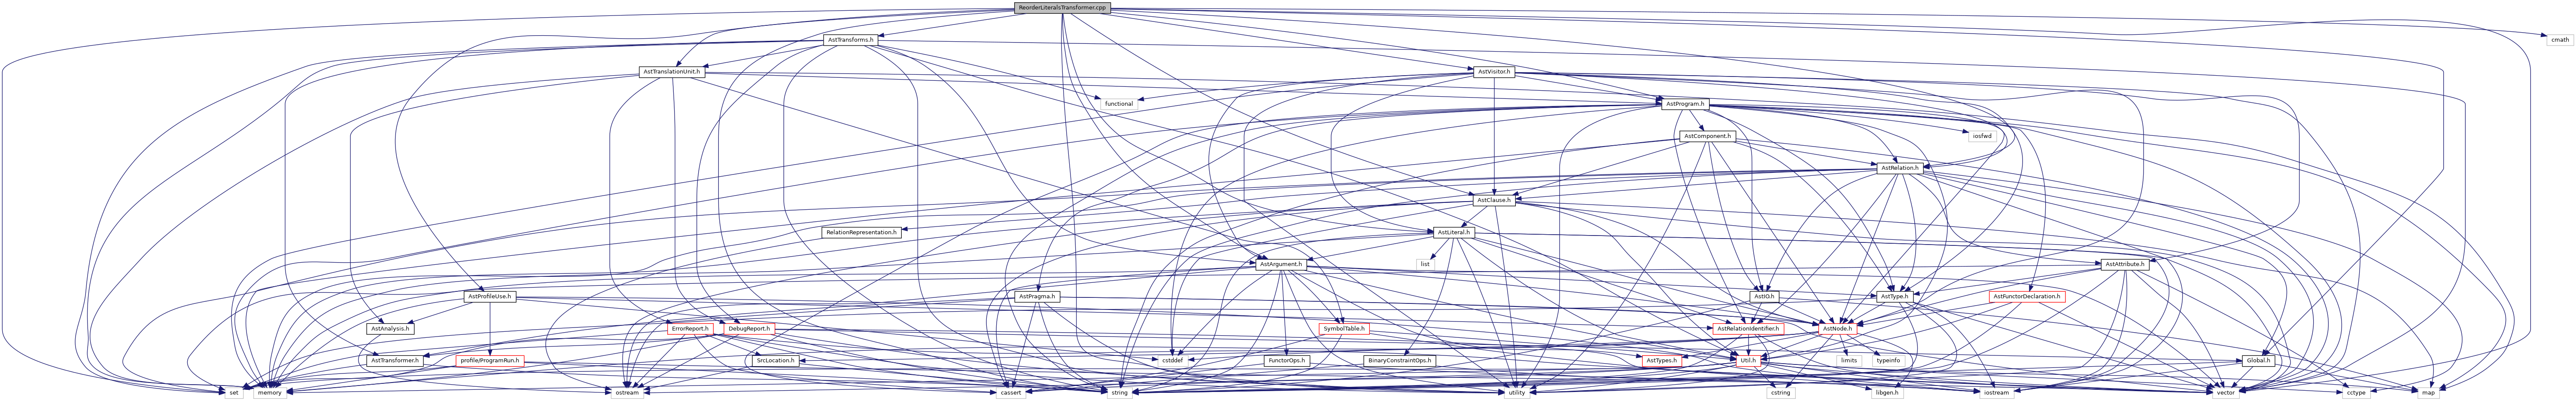 ReorderLiteralsTransformer.cpp
AstTransforms.h
cmath
AstTranslationUnit.h
AstVisitor.h
functional
AstProgram.h
AstComponent.h
iosfwd
AstRelation.h
AstClause.h
RelationRepresentation.h
AstLiteral.h
list
AstArgument.h
AstAttribute.h
AstProfileUse.h
AstPragma.h
AstIO.h
AstType.h
AstFunctorDeclaration.h
AstAnalysis.h
ErrorReport.h
DebugReport.h
SymbolTable.h
AstRelationIdentifier.h
AstNode.h
AstTransformer.h
profile/ProgramRun.h
SrcLocation.h
cstddef
FunctorOps.h
BinaryConstraintOps.h
AstTypes.h
Util.h
limits
typeinfo
Global.h
set
memory
ostream
cassert
string
utility
cstring
libgen.h
iostream
vector
cctype
map